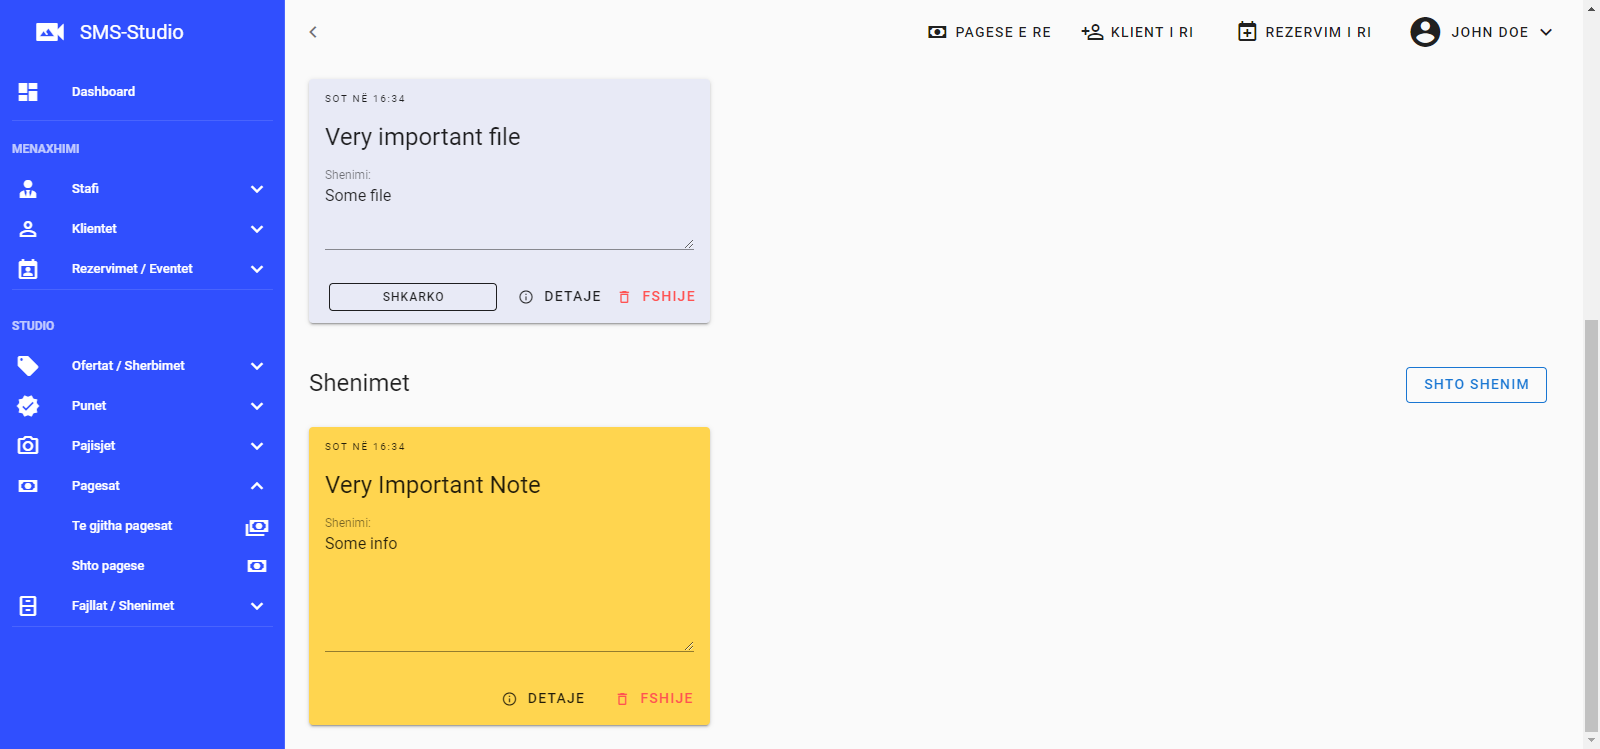 SMS-Studio
Dashboard
MENAXHIMI
Stafi
Klientet
Rezervimet / Eventet
STUDIO
Ofertat / Sherbimet
Punet
Pajisjet
Pagesat
Te gjitha pagesat
Shto pagese
Fajllat / Shenimet
PAGESE E RE
KLIENT I RI
REZERVIM I RI
JOHN DOE
SOT NË 16:34
Very important file
Shenimi:
Some file
SHKARKO
DETAJE
FSHIJE
Shenimet
SHTO SHENIM
SOT NË 16:34
Very Important Note
Shenimi:
Some info
DETAJE
FSHIJE